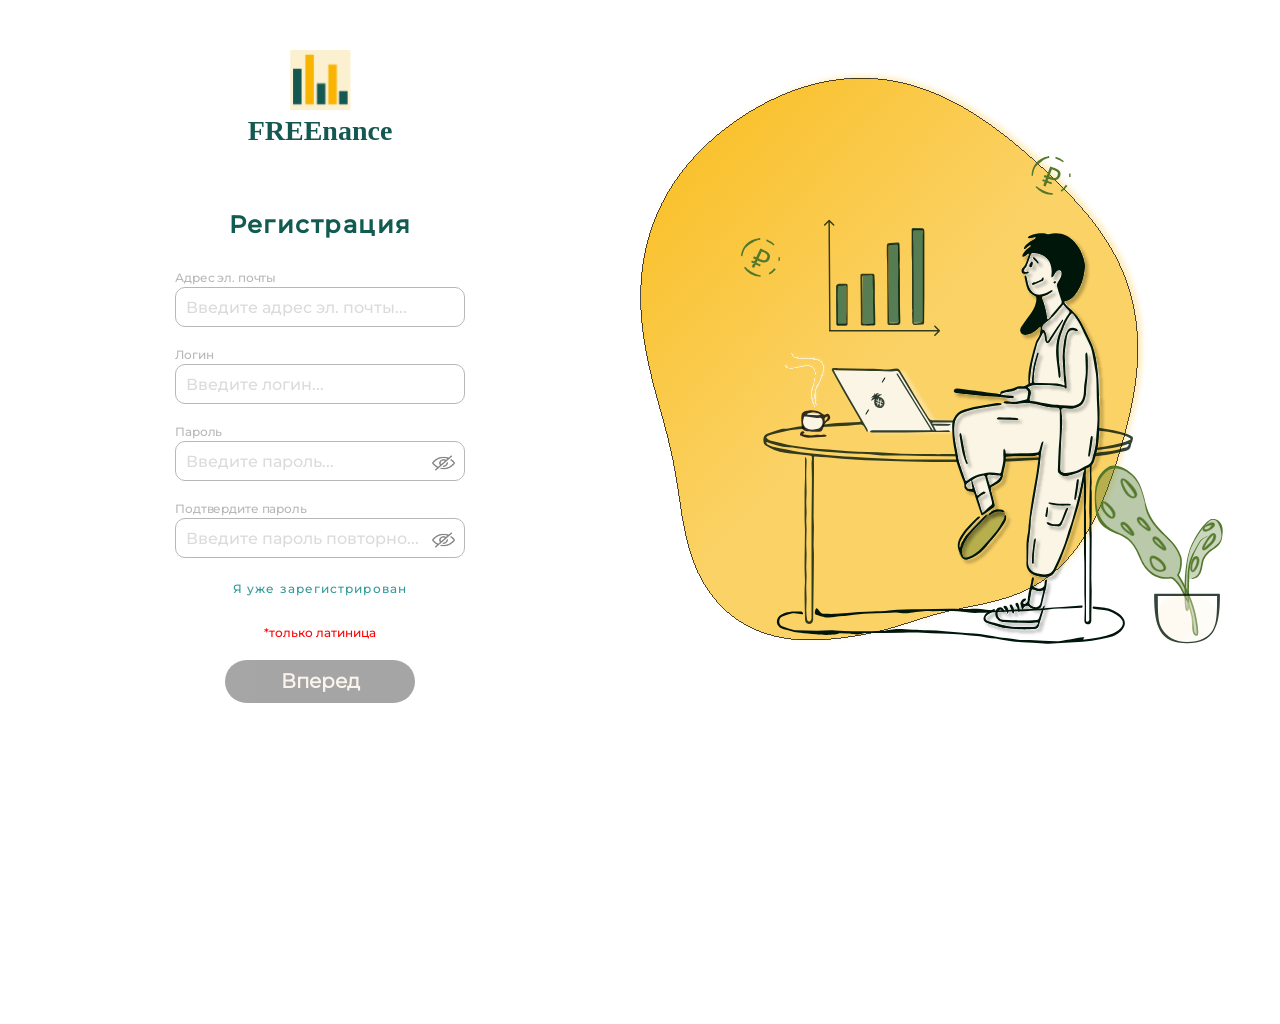 FREEnance
Регистрация
Адрес эл. почты
Введите адрес эл. почты...
Логин
Введите логин...
Пароль
Введите пароль...
Подтвердите пароль
Введите пароль повторно...
Я уже зарегистрирован
*только латиница
Вперед
₽
₽